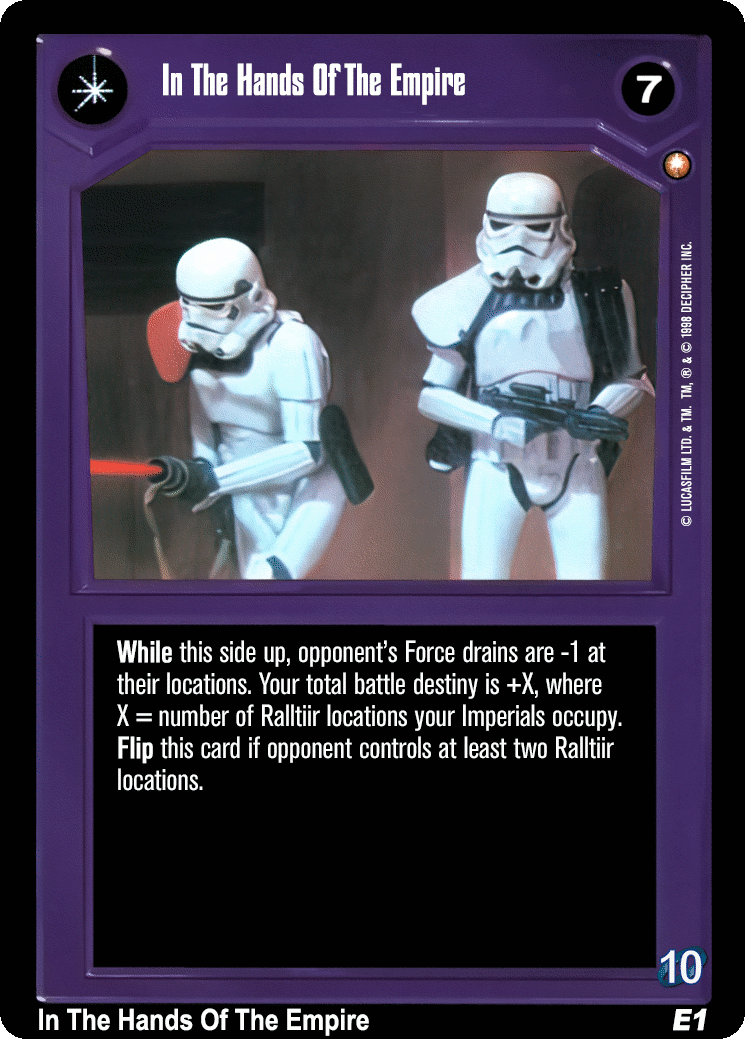 In The Hands Of The Empire
7
© LUCASFILM LTD. & TM. TM, ® & © 1998 DECIPHER INC.
While this side up, opponent's Force drains are -1 at
their locations. Your total battle destiny is +X, where
X = number of Ralltiir locations your Imperials occupy.
Flip this card if opponent controls at least two Ralltiir
locations.
10
In The Hands Of The Empire
E1